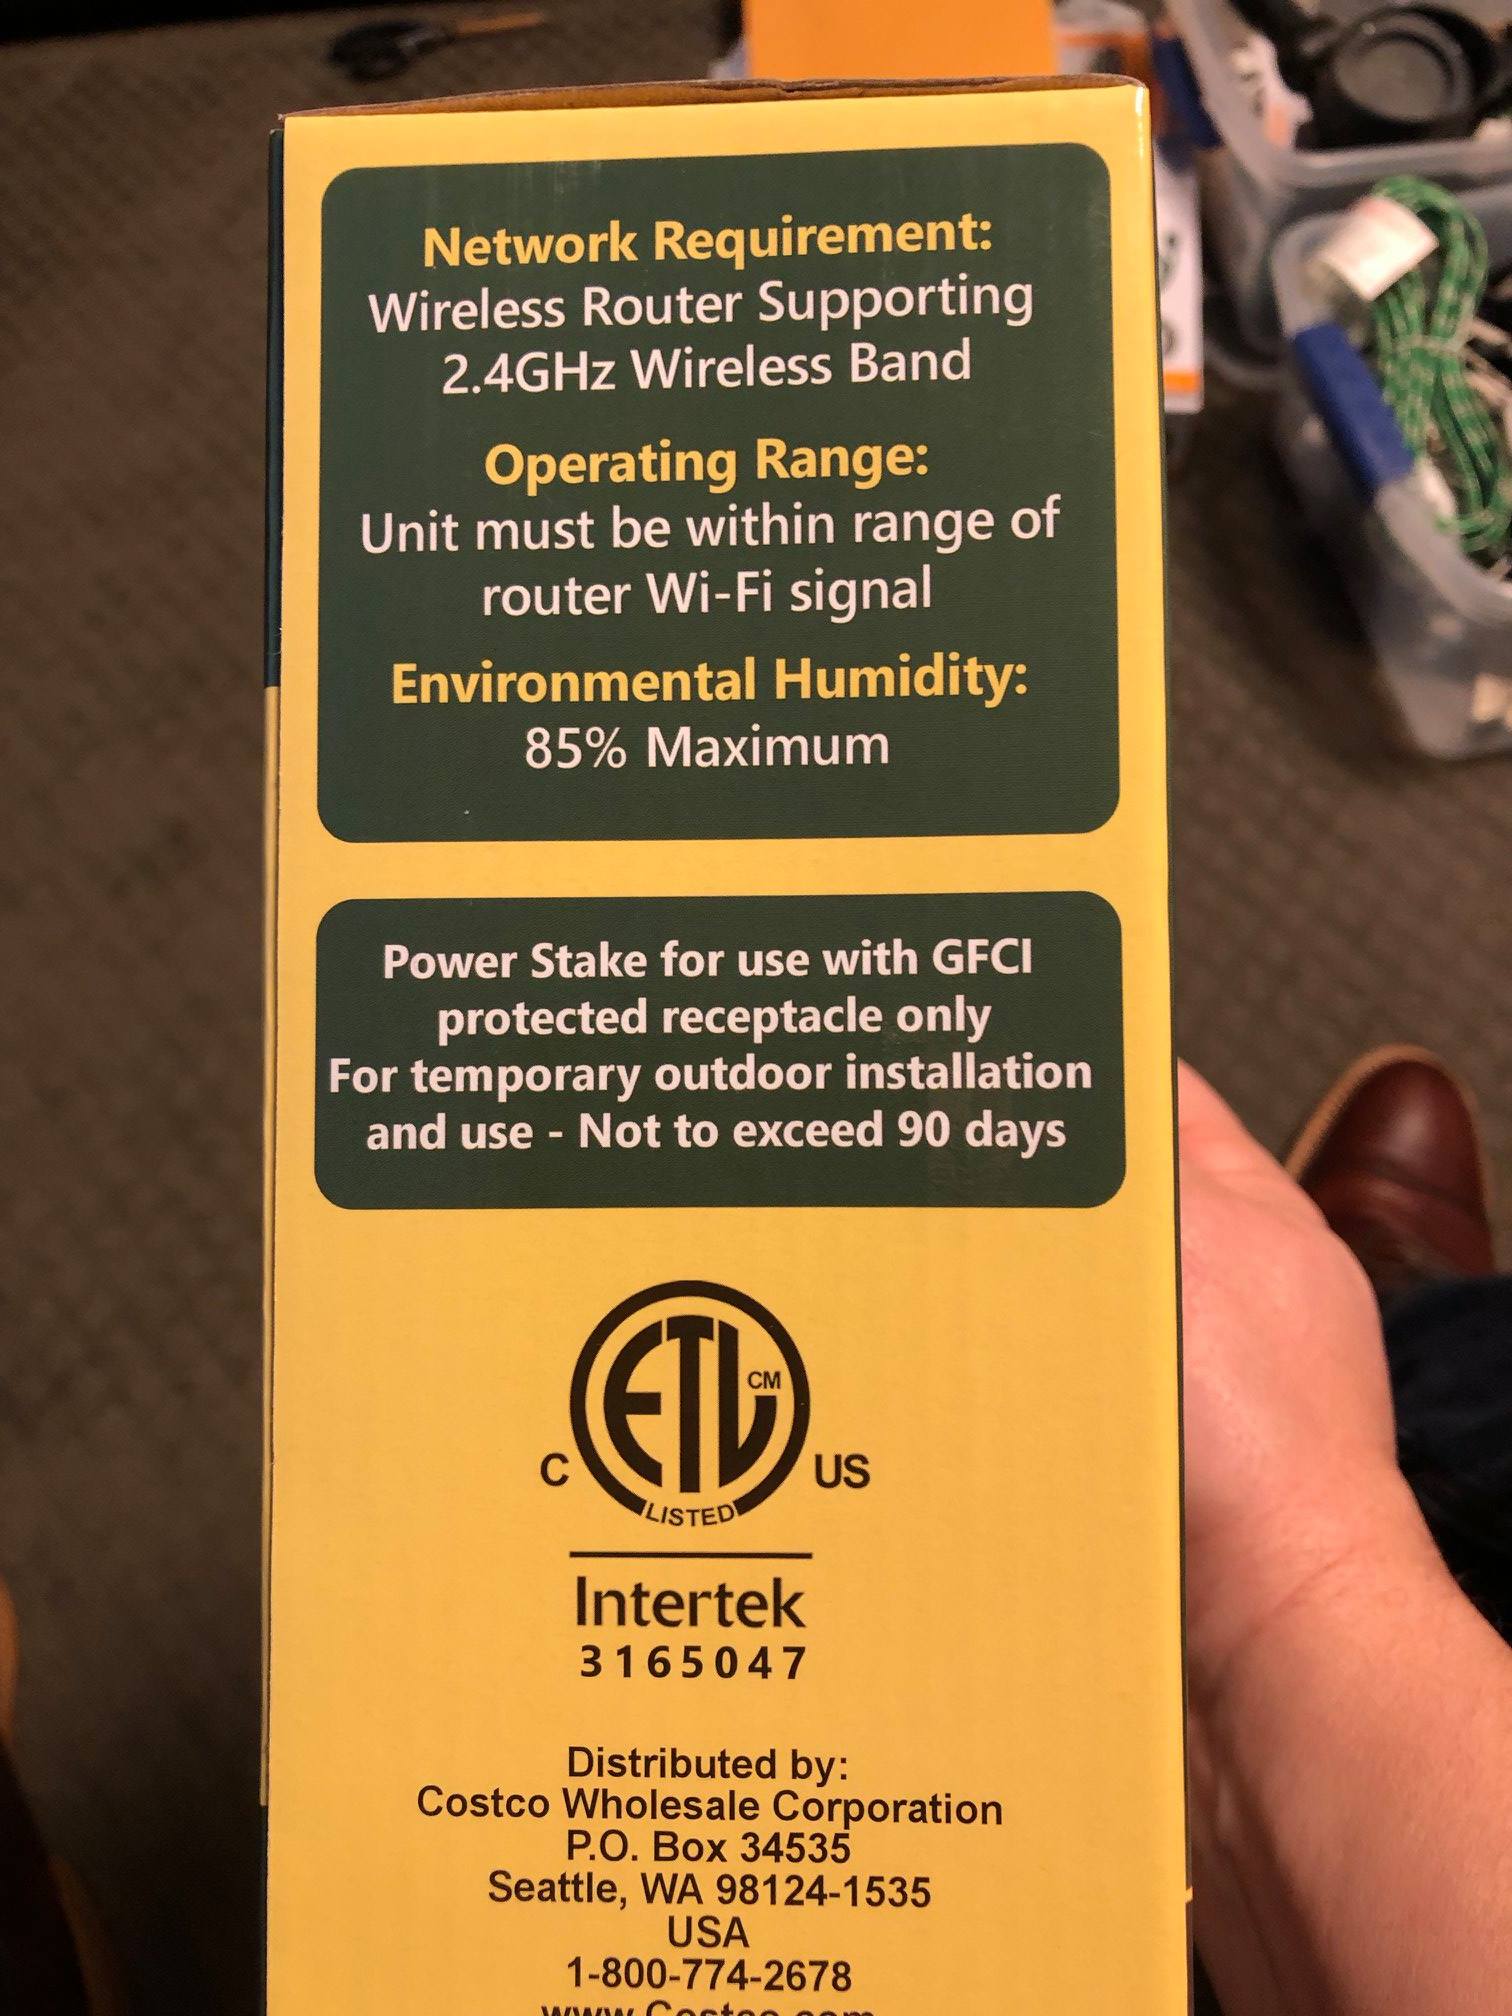 Network Requirement:
Wireless Router Supporting
2.4GHz Wireless Band
Operating Range:
Unit must be within range of
router Wi-Fi signal
Environmental Humidity:
85% Maximum
Power Stake for use with GFCI
protected receptacle only
For temporary outdoor installation
and use - Not to exceed 90 days
ETL CM
C US
LISTED
Intertek
3165047
Distributed by:
Costco Wholesale Corporation
P.O. Box 34535
Seattle, WA 98124-1535
USA
1-800-774-2678
www.Costco.com